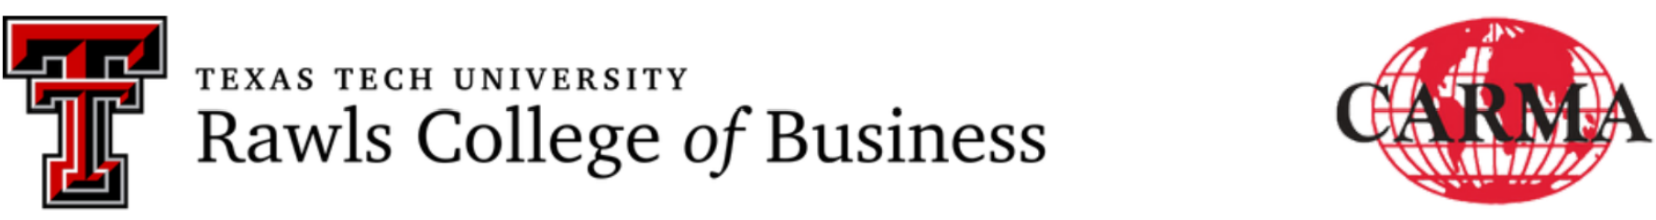 TEXAS TECH UNIVERSITY
Rawls College of Business
CARMA